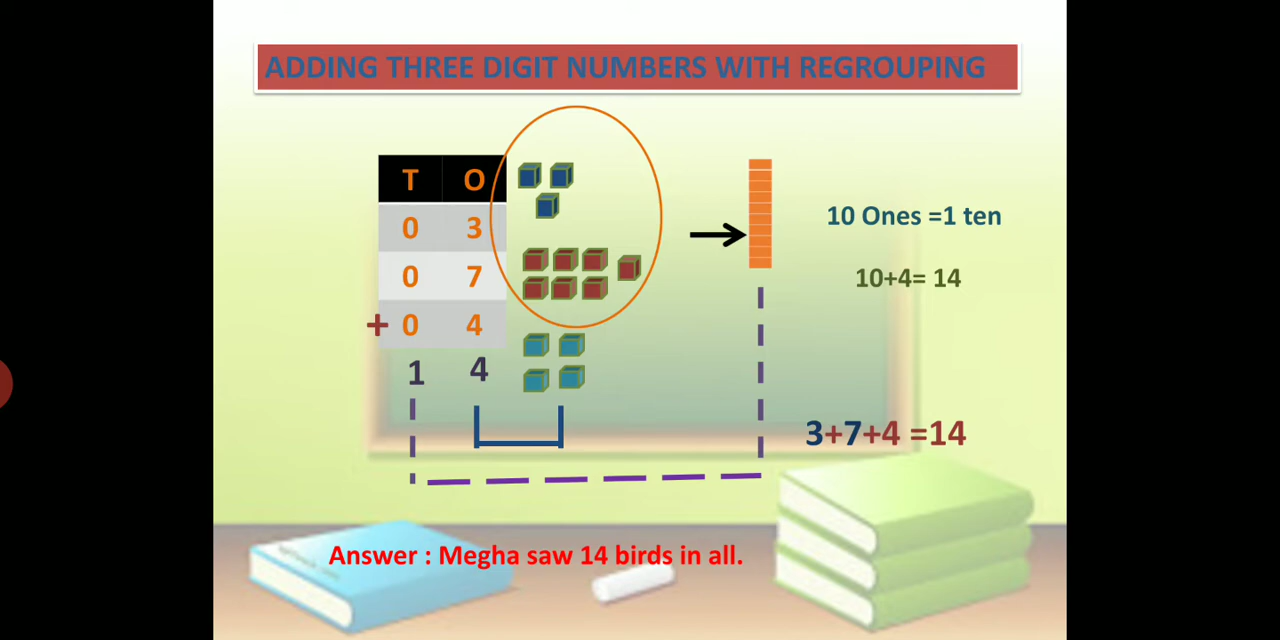 ADDING THREE DIGIT NUMBERS WITH REGROUPING
T O
0 3
0 7
+ 0 4
1 4
10 Ones =1 ten
10+4= 14
3+7+4 =14
Answer : Megha saw 14 birds in all.